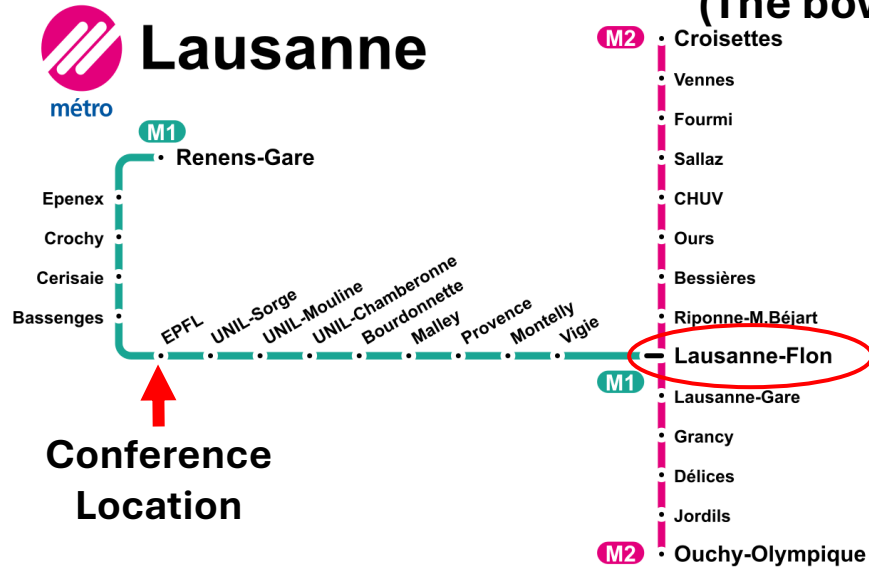 (The bow
Lausanne
métro
M1
Renens-Gare
Epenex
Crochy
Cerisaie
Bassenges
EPFL
UNIL-Sorge
UNIL-Mouline
UNIL-Chamberonne
Bourdonnette
Malley
Provence
Montelly
Vigie
M1
M2
Croisettes
Vennes
Fourmi
Sallaz
CHUV
Ours
Bessières
Riponne-M.Béjart
Lausanne-Flon
Lausanne-Gare
Grancy
Délices
Jordils
M2
Ouchy-Olympique
Conference
Location